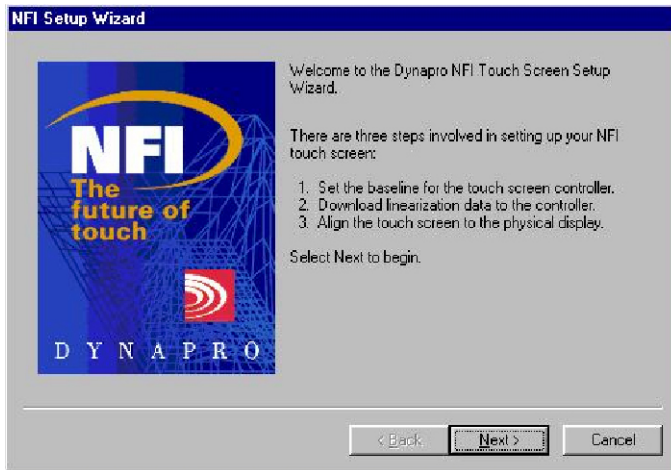 NFI Setup Wizard
NFI
The
future of
touch
DYNAPRO
Welcome to the Dynapro NFI Touch Screen Setup
Wizard.
There are three steps involved in setting up your NFI
touch screen:
1. Set the baseline for the touch screen controller.
2. Download linearization data to the controller.
3. Align the touch screen to the physical display.
Select Next to begin.
< Back
Next >
Cancel